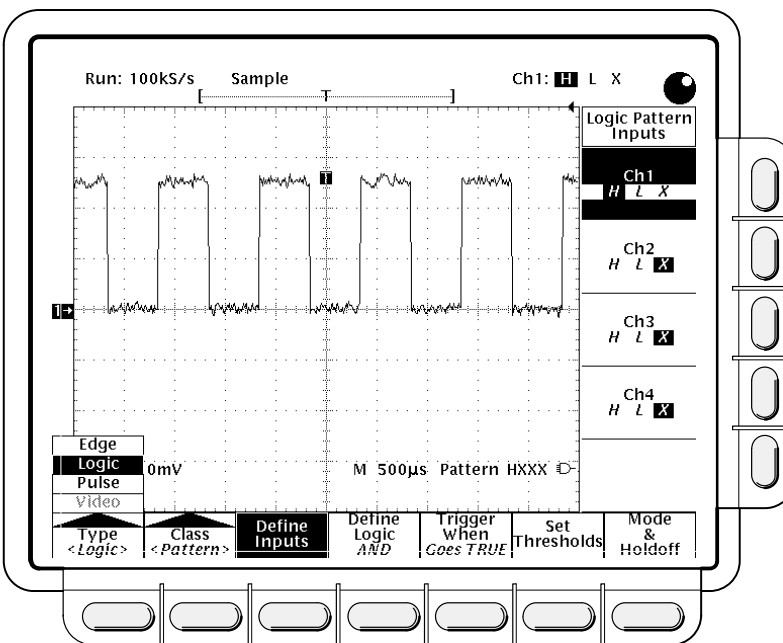 Run: 100kS/s Sample Ch1: H L X
[ T ]
Logic Pattern
Inputs
Ch1
H L X
T
Ch2
H L X
1
Ch3
H L X
Ch4
H L X
Edge
Logic
0mV M 500µs Pattern HXXX
Pulse
Video
Type
<Logic>
Class
<Pattern>
Define
Inputs
Define
Logic
AND
Trigger
When
Goes TRUE
Set
Thresholds
Mode
&
Holdoff